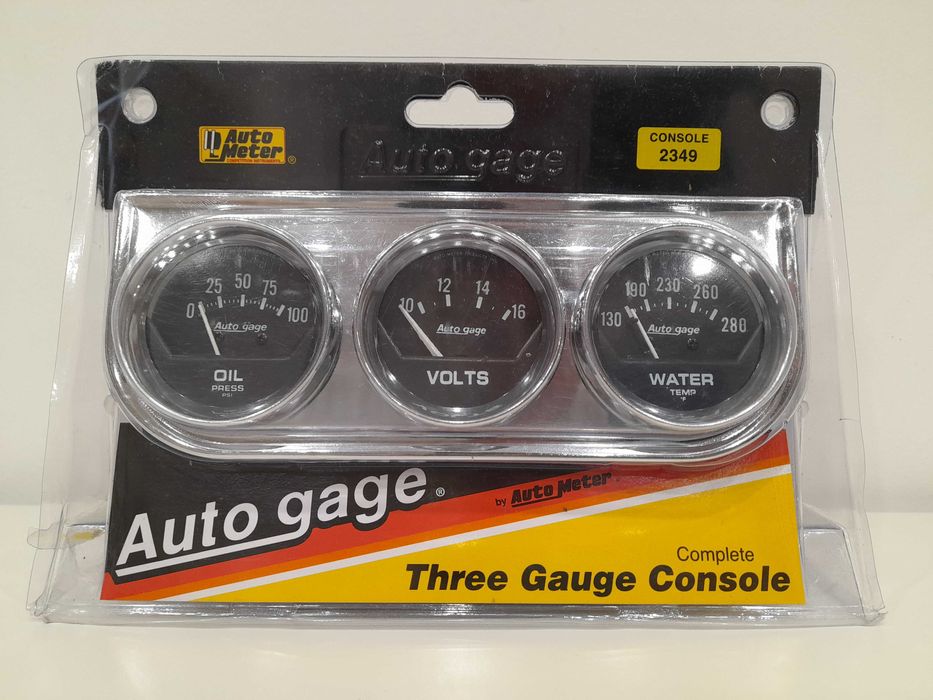 Auto
Meter
COMPETITION INSTRUMENTS
®
Auto gage
CONSOLE
2349
0 25 50 75 100
Auto gage
OIL
PRESS
PSI
10 12 14 16
Auto gage
VOLTS
130 190 230 260 280
Auto gage
WATER
TEMP
°F
Auto gage®
by Auto Meter
Complete
Three Gauge Console